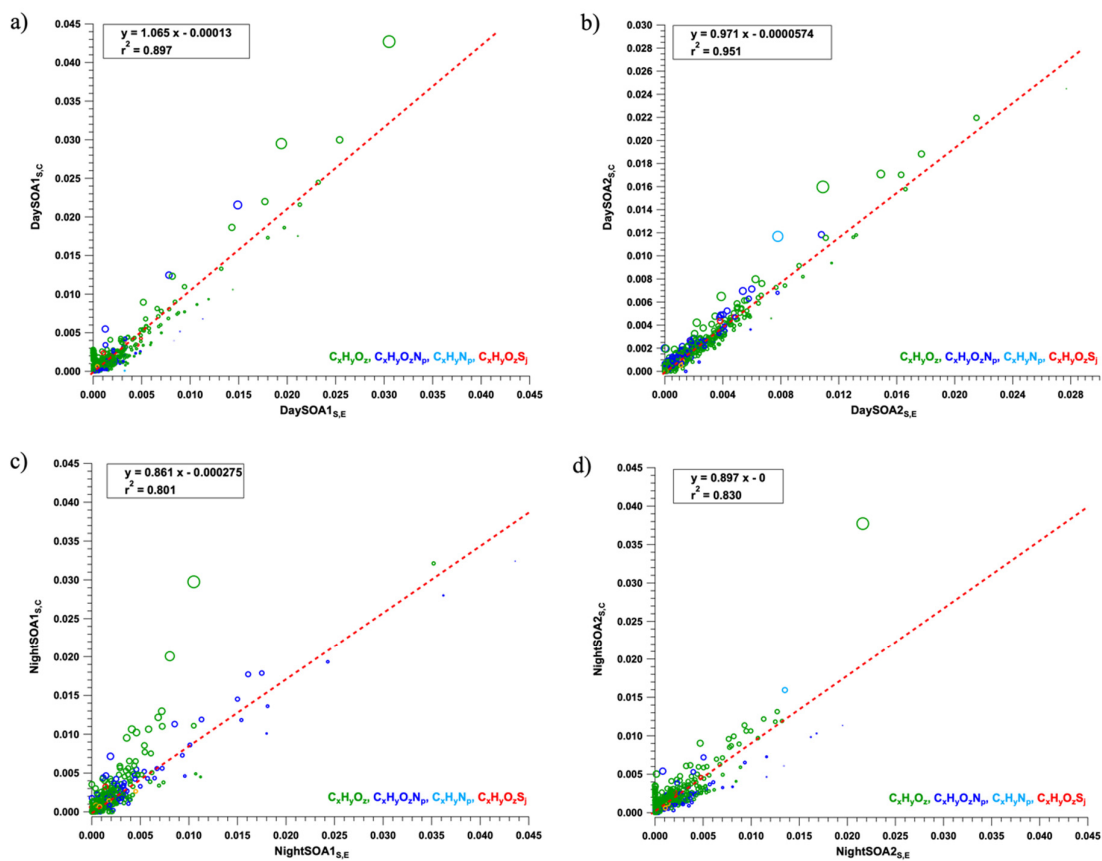 a)
y = 1.065 x - 0.00013
r² = 0.897
0.045
0.040
0.035
0.030
0.025
0.020
0.015
0.010
0.005
0.000
DaySOA1S,C
CxHyOz, CxHyOzNp, CxHyNp, CxHyOzSj
0.000 0.005 0.010 0.015 0.020 0.025 0.030 0.035 0.040 0.045
DaySOA1S,E
b)
y = 0.971 x - 0.0000574
r² = 0.951
0.030
0.028
0.026
0.024
0.022
0.020
0.018
0.016
0.014
0.012
0.010
0.008
0.006
0.004
0.002
0.000
DaySOA2S,C
CxHyOz, CxHyOzNp, CxHyNp, CxHyOzSj
0.000 0.004 0.008 0.012 0.016 0.020 0.024 0.028
DaySOA2S,E
c)
y = 0.861 x - 0.000275
r² = 0.801
0.045
0.040
0.035
0.030
0.025
0.020
0.015
0.010
0.005
0.000
NightSOA1S,C
CxHyOz, CxHyOzNp, CxHyNp, CxHyOzSj
0.000 0.005 0.010 0.015 0.020 0.025 0.030 0.035 0.040 0.045
NightSOA1S,E
d)
y = 0.897 x - 0
r² = 0.830
0.045
0.040
0.035
0.030
0.025
0.020
0.015
0.010
0.005
0.000
NightSOA2S,C
CxHyOz, CxHyOzNp, CxHyNp, CxHyOzSj
0.000 0.005 0.010 0.015 0.020 0.025 0.030 0.035 0.040 0.045
NightSOA2S,E